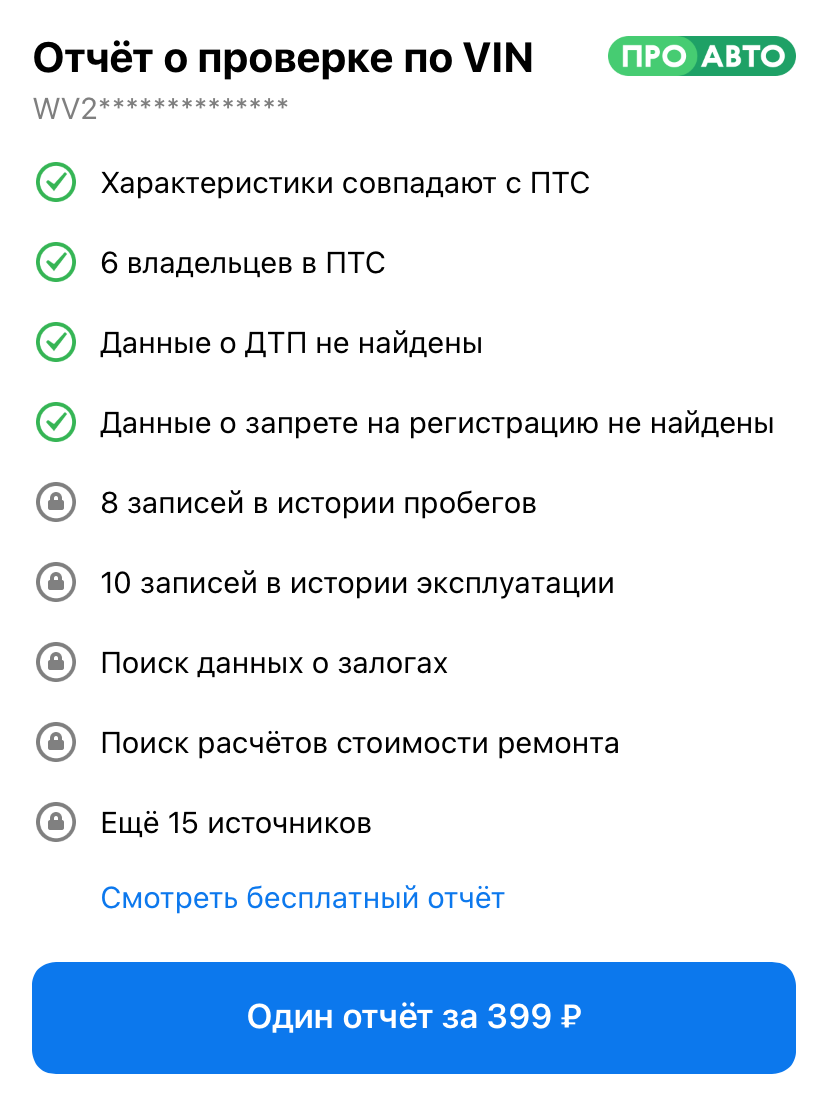 Отчёт о проверке по VIN
ПРО АВТО
WV2**************
Характеристики совпадают с ПТС
6 владельцев в ПТС
Данные о ДТП не найдены
Данные о запрете на регистрацию не найдены
8 записей в истории пробегов
10 записей в истории эксплуатации
Поиск данных о залогах
Поиск расчётов стоимости ремонта
Ещё 15 источников
Смотреть бесплатный отчёт
Один отчёт за 399 ₽